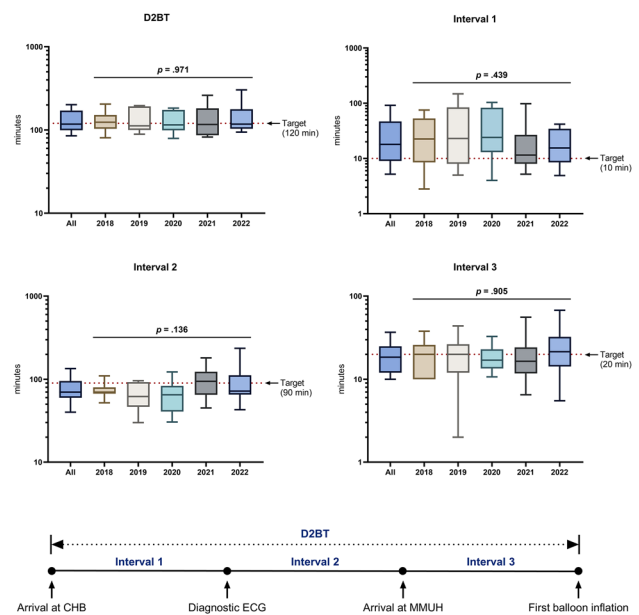 D2BT
1000
100
10
minutes
p = .971
Target
(120 min)
All 2018 2019 2020 2021 2022
Interval 1
1000
100
10
1
minutes
p = .439
Target
(10 min)
All 2018 2019 2020 2021 2022
Interval 2
1000
100
10
minutes
p = .136
Target
(90 min)
All 2018 2019 2020 2021 2022
Interval 3
100
10
1
minutes
p = .905
Target
(20 min)
All 2018 2019 2020 2021 2022
D2BT
Interval 1 Interval 2 Interval 3
Arrival at CHB Diagnostic ECG Arrival at MMUH First balloon inflation